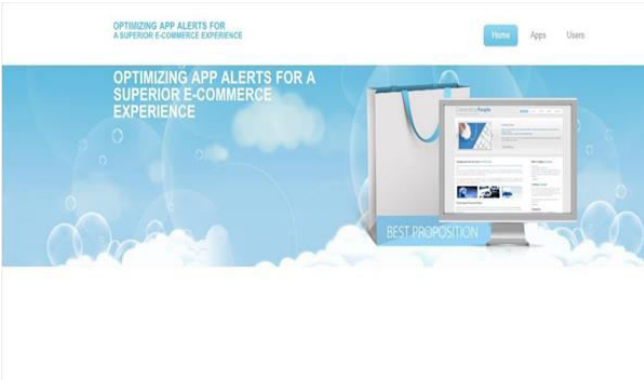 OPTIMIZING APP ALERTS FOR
A SUPERIOR E-COMMERCE EXPERIENCE
Home Apps Users
OPTIMIZING APP ALERTS FOR A
SUPERIOR E-COMMERCE
EXPERIENCE
BEST PROPOSITION